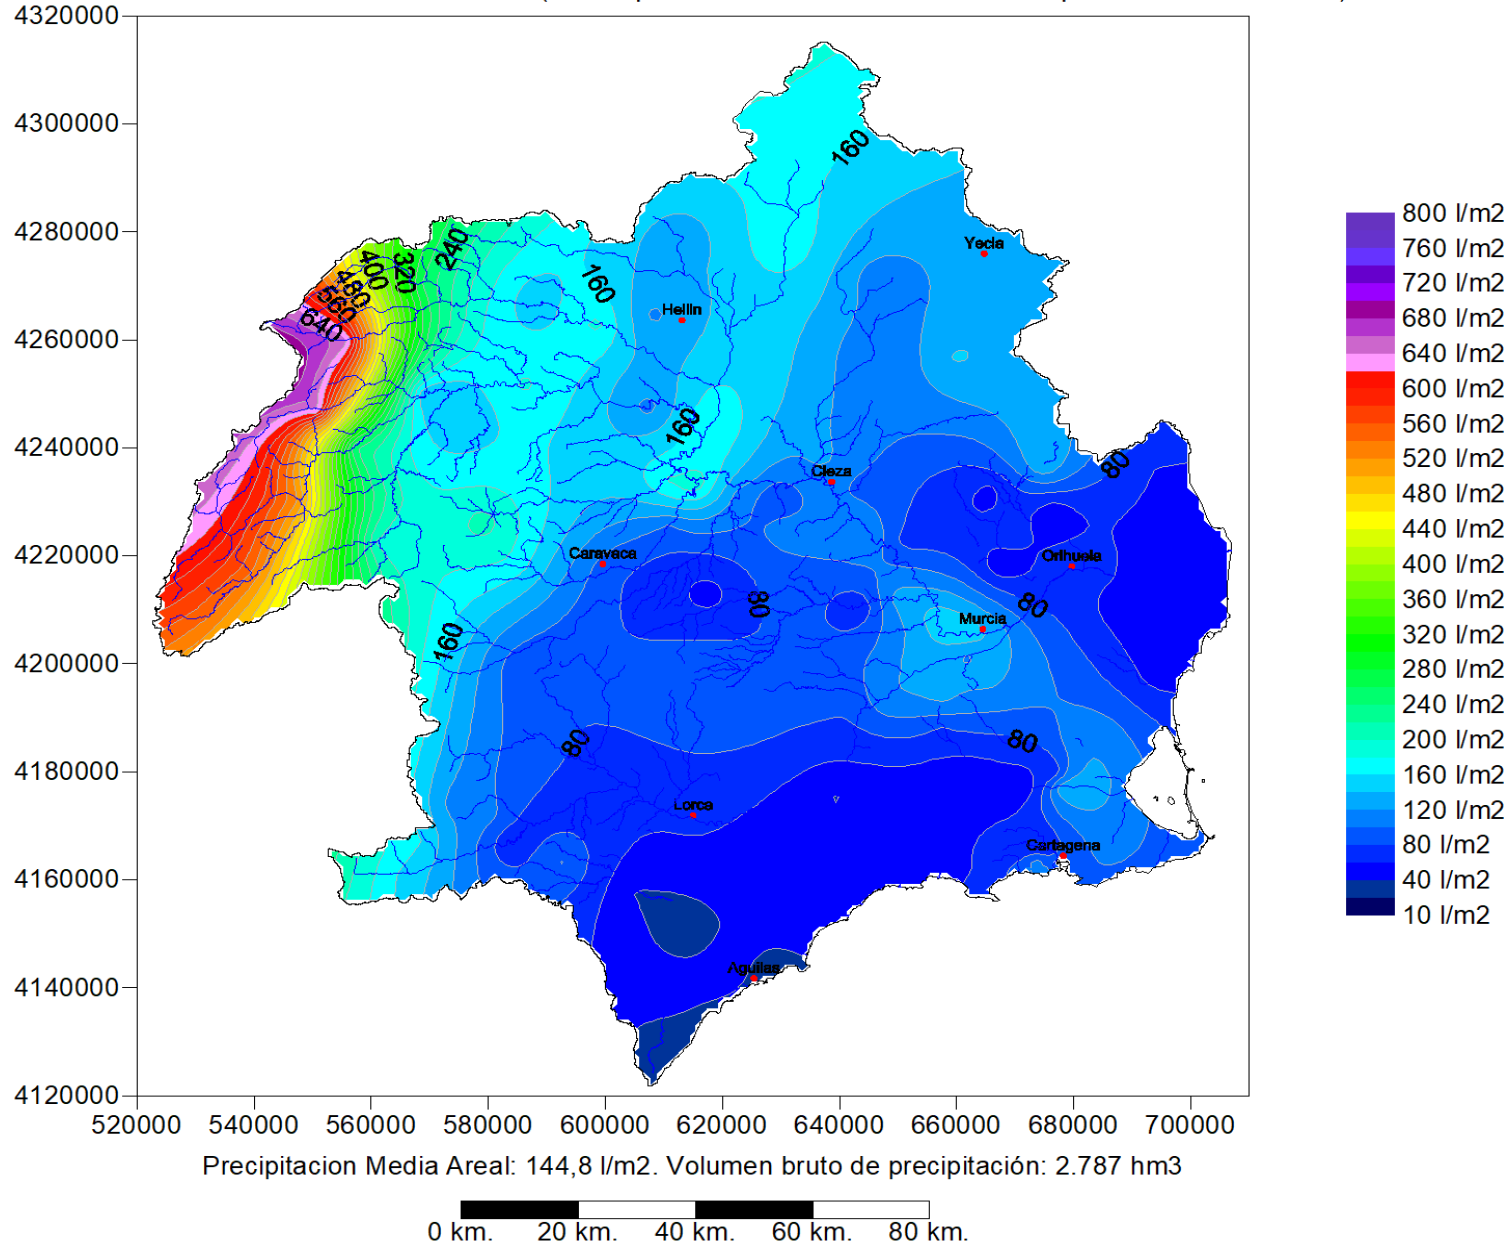 4320000
4300000
4280000
4260000
4240000
4220000
4200000
4180000
4160000
4140000
4120000
520000 540000 560000 580000 600000 620000 640000 660000 680000 700000
160
240
320
400
480
560
640
160
160
160
80
80
80
80
80
Yecla
Hellin
Cieza
Caravaca
Orihuela
Murcia
Lorca
Cartagena
Aguilas
800 l/m2
760 l/m2
720 l/m2
680 l/m2
640 l/m2
600 l/m2
560 l/m2
520 l/m2
480 l/m2
440 l/m2
400 l/m2
360 l/m2
320 l/m2
280 l/m2
240 l/m2
200 l/m2
160 l/m2
120 l/m2
80 l/m2
40 l/m2
10 l/m2
Precipitacion Media Areal: 144,8 l/m2. Volumen bruto de precipitación: 2.787 hm3
0 km. 20 km. 40 km. 60 km. 80 km.